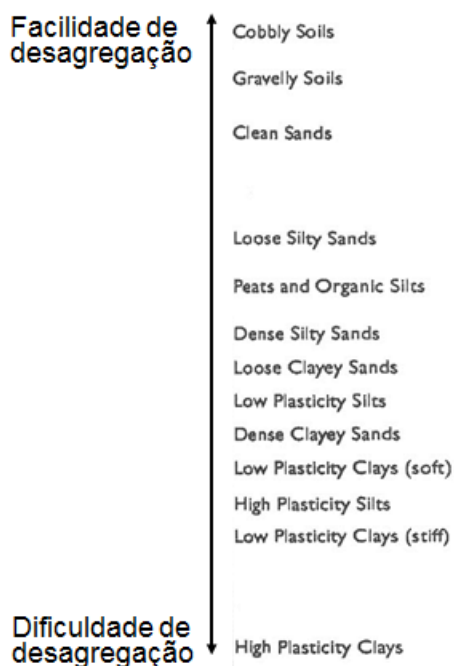 Facilidade de
desagregação
Cobbly Soils
Gravelly Soils
Clean Sands
Loose Silty Sands
Peats and Organic Silts
Dense Silty Sands
Loose Clayey Sands
Low Plasticity Silts
Dense Clayey Sands
Low Plasticity Clays (soft)
High Plasticity Silts
Low Plasticity Clays (stiff)
Dificuldade de
desagregação
High Plasticity Clays